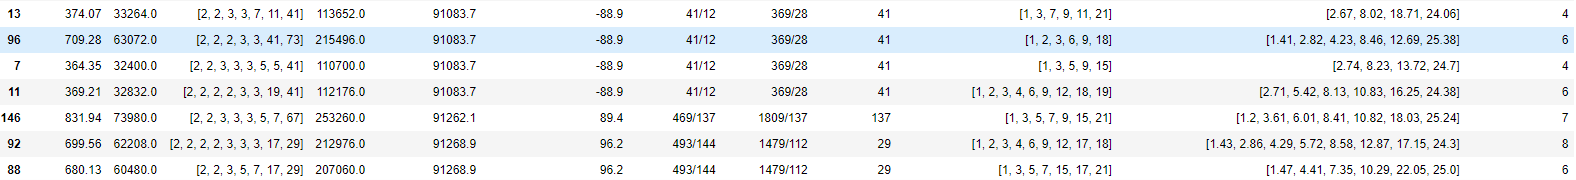 13 374.07 33264.0 [2, 2, 3, 3, 7, 11, 41] 113652.0 91083.7 -88.9 41/12 369/28 41 [1, 3, 7, 9, 11, 21] [2.67, 8.02, 18.71, 24.06] 4
96 709.28 63072.0 [2, 2, 2, 3, 3, 41, 73] 215496.0 91083.7 -88.9 41/12 369/28 41 [1, 2, 3, 6, 9, 18] [1.41, 2.82, 4.23, 8.46, 12.69, 25.38] 6
7 364.35 32400.0 [2, 2, 3, 3, 3, 5, 5, 41] 110700.0 91083.7 -88.9 41/12 369/28 41 [1, 3, 5, 9, 15] [2.74, 8.23, 13.72, 24.7] 4
11 369.21 32832.0 [2, 2, 2, 2, 3, 3, 19, 41] 112176.0 91083.7 -88.9 41/12 369/28 41 [1, 2, 3, 4, 6, 9, 12, 18, 19] [2.71, 5.42, 8.13, 10.83, 16.25, 24.38] 6
146 831.94 73980.0 [2, 2, 3, 3, 3, 5, 7, 67] 253260.0 91262.1 89.4 469/137 1809/137 137 [1, 3, 5, 7, 9, 15, 21] [1.2, 3.61, 6.01, 8.41, 10.82, 18.03, 25.24] 7
92 699.56 62208.0 [2, 2, 2, 2, 3, 3, 3, 17, 29] 212976.0 91268.9 96.2 493/144 1479/112 29 [1, 2, 3, 4, 6, 9, 12, 17, 18] [1.43, 2.86, 4.29, 5.72, 8.58, 12.87, 17.15, 24.3] 8
88 680.13 60480.0 [2, 2, 3, 5, 7, 17, 29] 207060.0 91268.9 96.2 493/144 1479/112 29 [1, 3, 5, 7, 15, 17, 21] [1.47, 4.41, 7.35, 10.29, 22.05, 25.0] 6